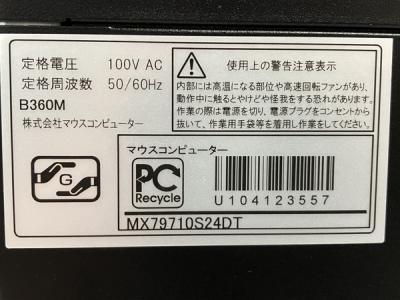 定格電圧 100V AC
定格周波数 50/60Hz
B360M
株式会社マウスコンピューター
使用上の警告注意表示
内部には高温になる部位や高速回転ファンがあり、
動作中に触るとやけどや怪我をする恐れがあります。
作業の際は電源を切り、電源プラグをコンセントから
抜いて、作業用手袋等を着用し作業をしてください。
G
マウスコンピューター
PC
Recycle
U104123557
MX79710S24DT